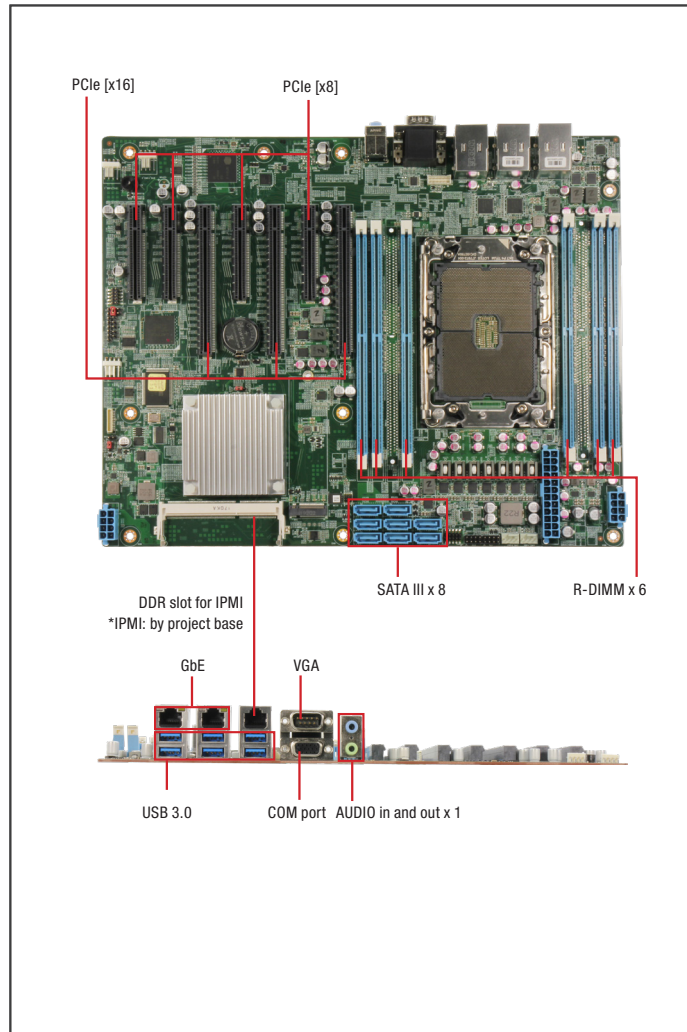 PCIe [x16]
PCIe [x8]
SATA III x 8
R-DIMM x 6
DDR slot for IPMI
*IPMI: by project base
GbE
VGA
USB 3.0
COM port
AUDIO in and out x 1